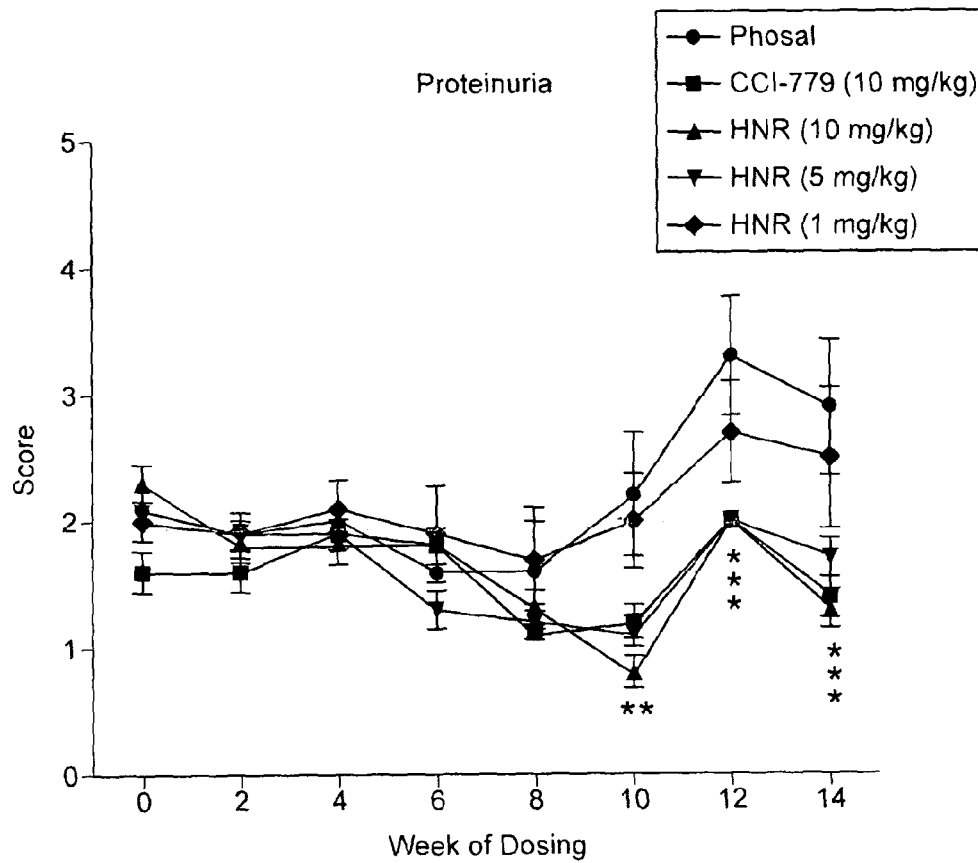 Phosal
CCI-779 (10 mg/kg)
HNR (10 mg/kg)
HNR (5 mg/kg)
HNR (1 mg/kg)
Proteinuria
5
4
3
2
1
0
Score
**
*
*
*
*
*
*
0 2 4 6 8 10 12 14
Week of Dosing